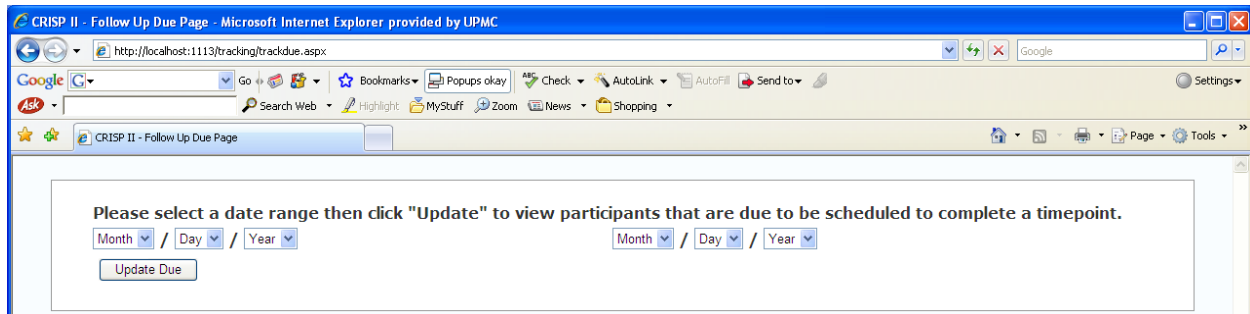 CRISP II - Follow Up Due Page - Microsoft Internet Explorer provided by UPMC
http://localhost:1113/tracking/trackdue.aspx Google
Google G Go Bookmarks Popups okay ABC Check AutoLink AutoFill Send to Settings
Ask Search Web Highlight MyStuff Zoom News Shopping
CRISP II - Follow Up Due Page Page Tools »
Please select a date range then click "Update" to view participants that are due to be scheduled to complete a timepoint.
Month / Day / Year Month / Day / Year
Update Due